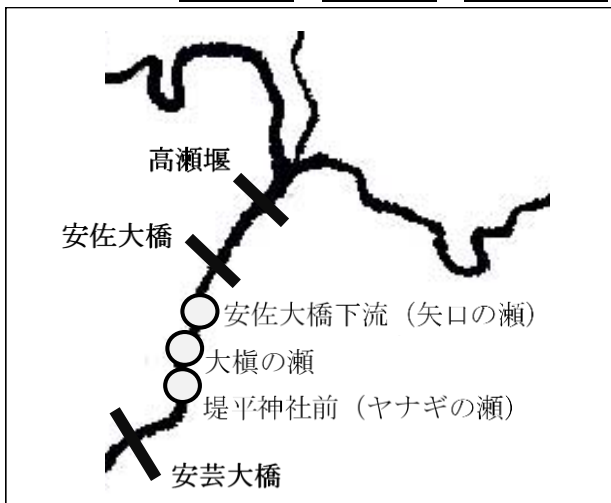 高瀬堰
安佐大橋
安佐大橋下流（矢口の瀬）
大槇の瀬
堤平神社前（ヤナギの瀬）
安芸大橋